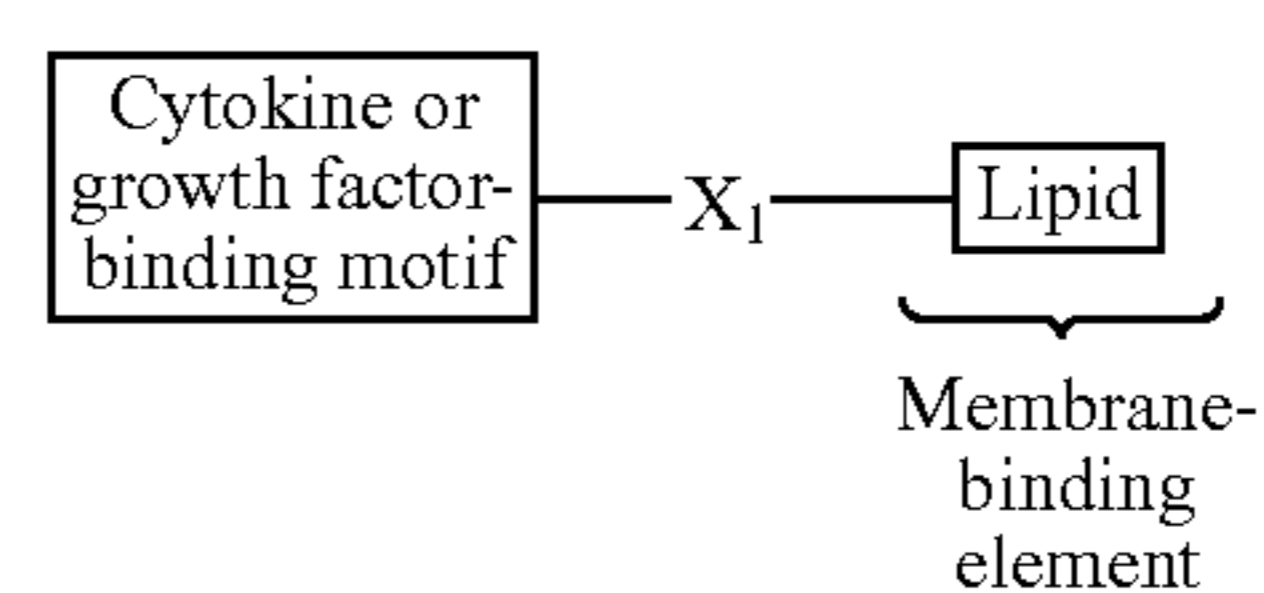 Cytokine or
growth factor-
binding motif
X₁
Lipid
Membrane-
binding
element